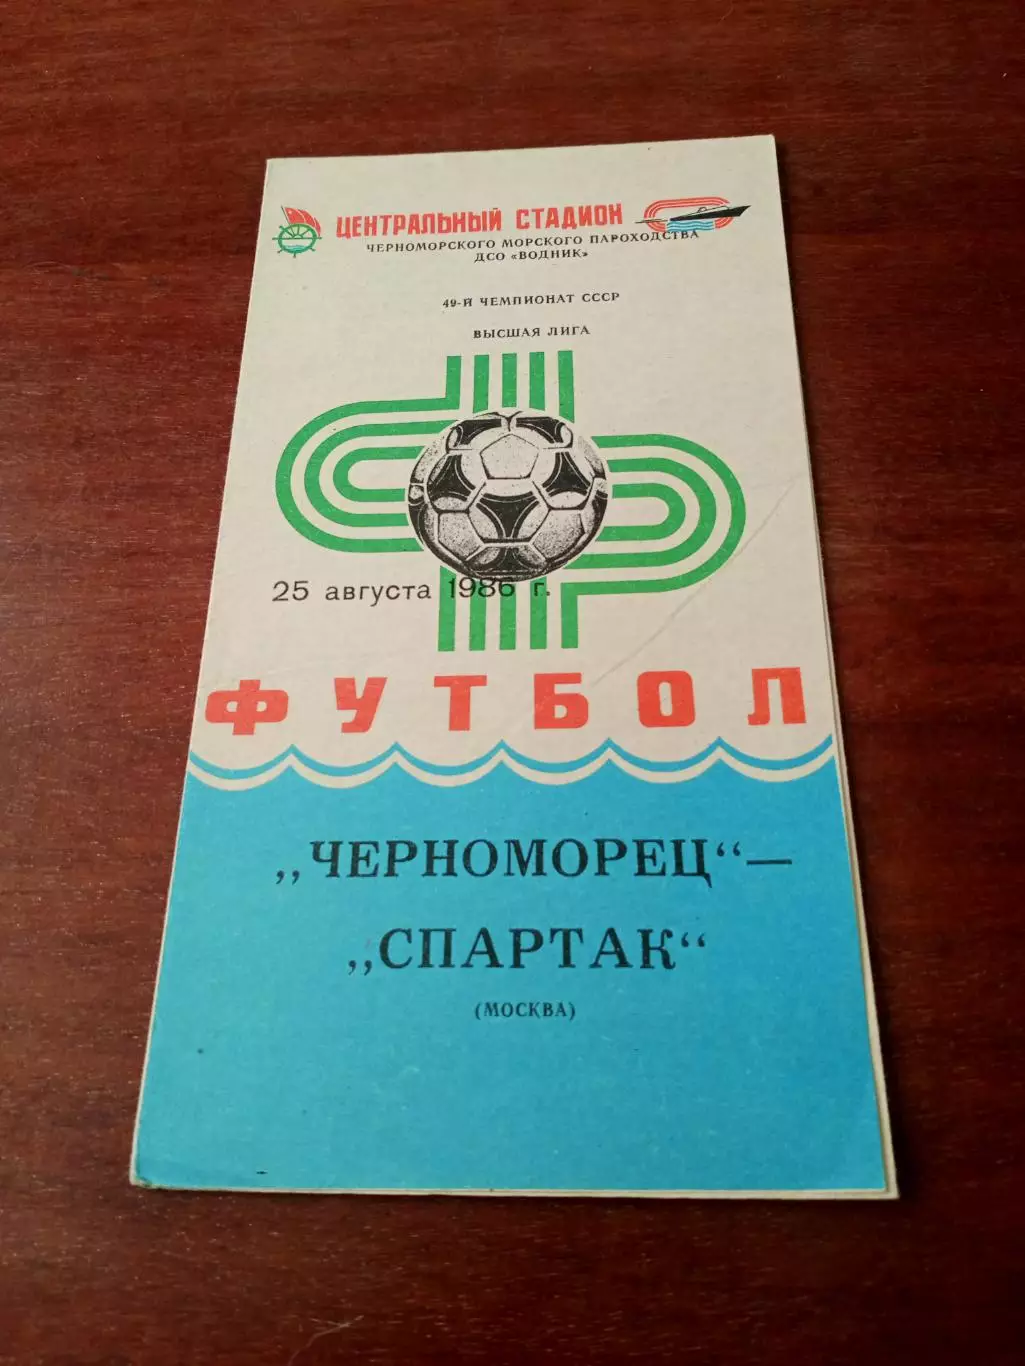 ЦЕНТРАЛЬНЫЙ СТАДИОН
ЧЕРНОМОРСКОГО МОРСКОГО ПАРОХОДСТВА
ДСО «ВОДНИК»
49-Й ЧЕМПИОНАТ СССР
ВЫСШАЯ ЛИГА
25 августа 1986 г.
ФУТБОЛ
„ЧЕРНОМОРЕЦ“ —
„СПАРТАК“
(МОСКВА)